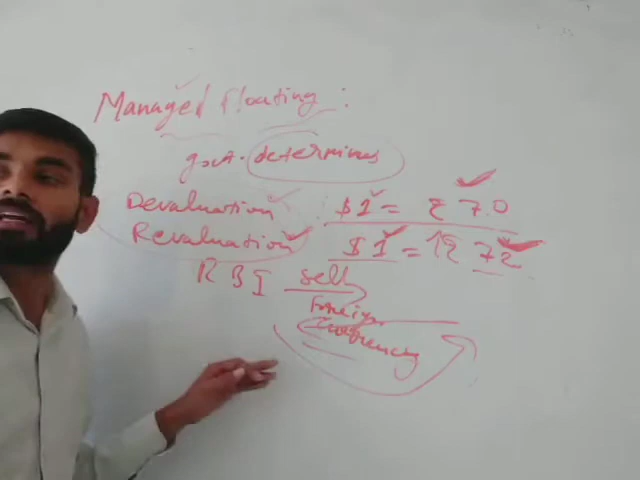 Managed Floating :
govt. determines
Devaluation $1 = ₹ 70
Revaluation $1 = ₹ 72
RBI sell
Foreign
currency